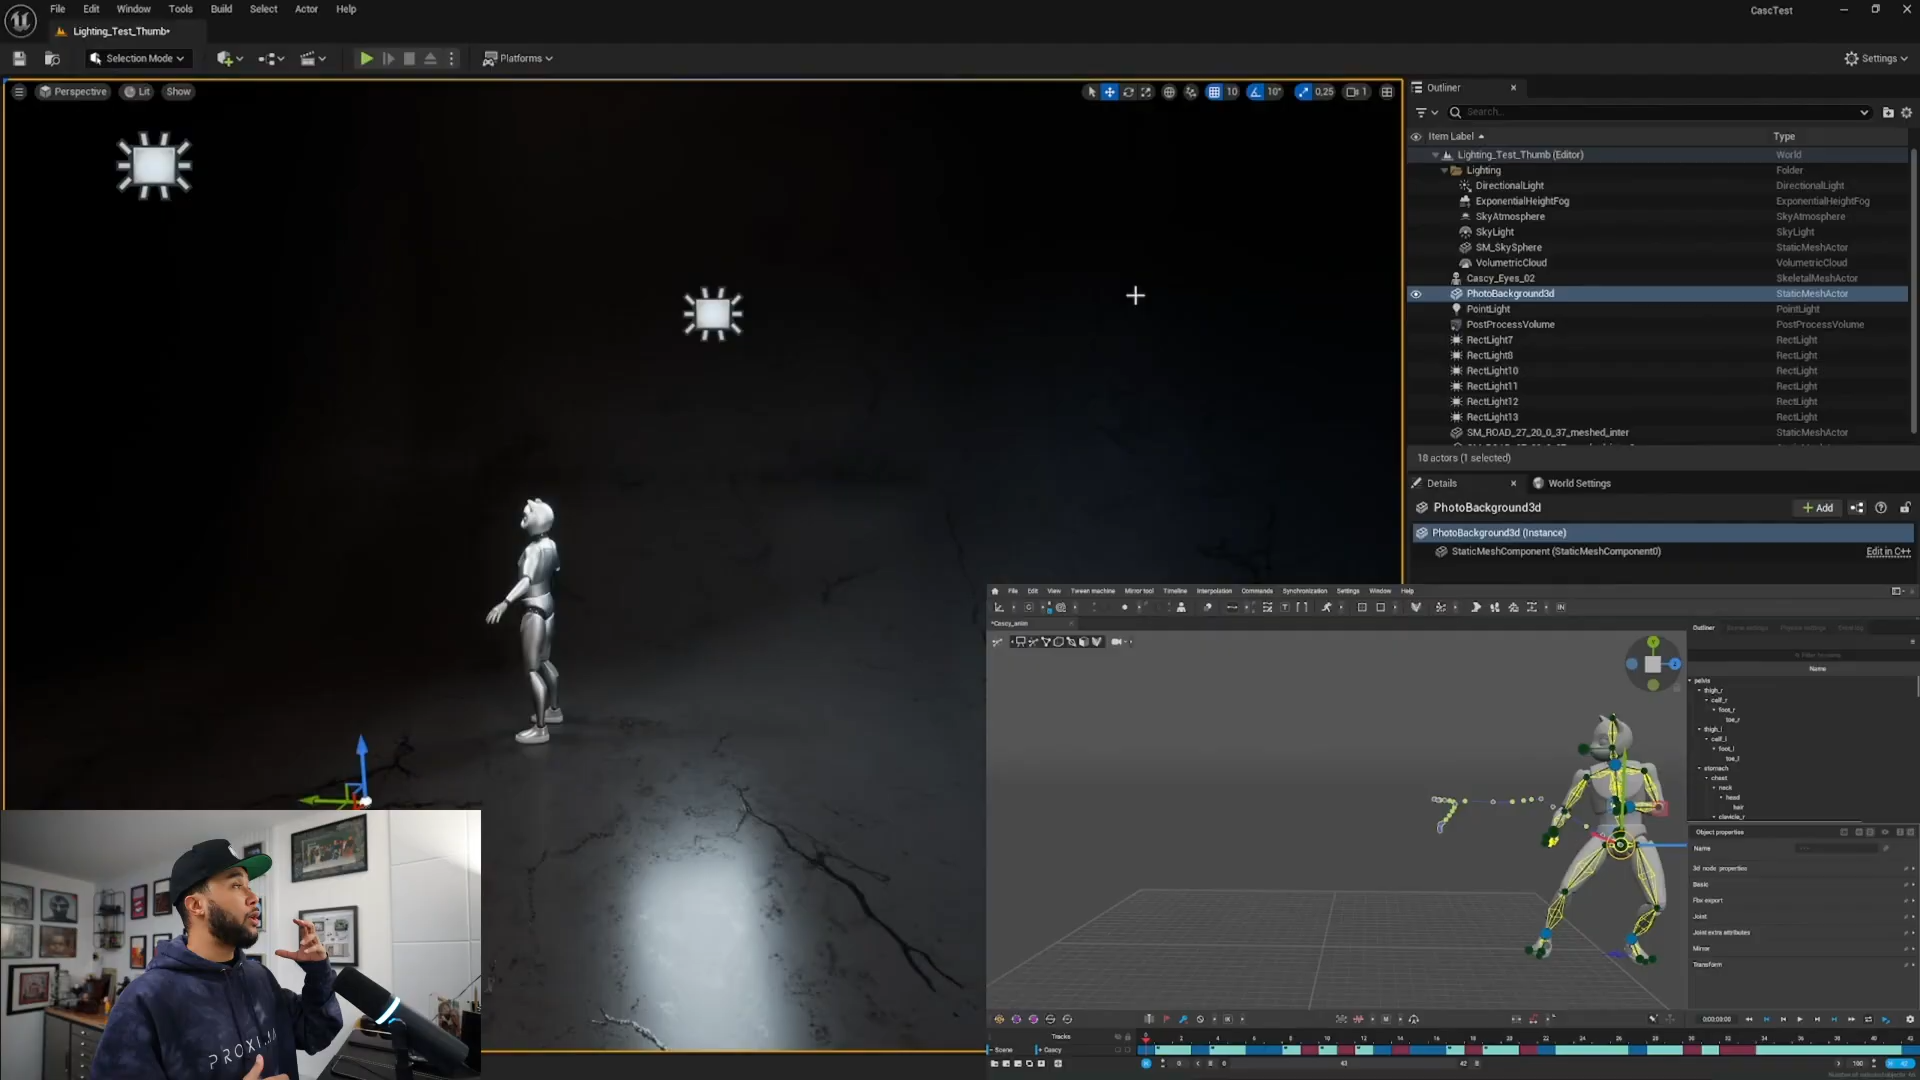 File Edit Window Tools Build Select Actor Help
CascTest
Lighting_Test_Thumb*
Selection Mode
Platforms
Settings
Perspective Lit Show
10 10° 0,25 1
Outliner
Search...
Item Label Type
Lighting_Test_Thumb (Editor) World
Lighting Folder
DirectionalLight DirectionalLight
ExponentialHeightFog ExponentialHeightFog
SkyAtmosphere SkyAtmosphere
SkyLight SkyLight
SM_SkySphere StaticMeshActor
VolumetricCloud VolumetricCloud
Cascy_Eyes_02 SkeletalMeshActor
PhotoBackground3d StaticMeshActor
PointLight PointLight
PostProcessVolume PostProcessVolume
RectLight7 RectLight
RectLight8 RectLight
RectLight10 RectLight
RectLight11 RectLight
RectLight12 RectLight
RectLight13 RectLight
SM_ROAD_27_20_0_37_meshed_inter StaticMeshActor
18 actors (1 selected)
Details World Settings
PhotoBackground3d
Add
PhotoBackground3d (Instance)
StaticMeshComponent (StaticMeshComponent0) Edit in C++
File Edit View Tween machine Mirror tool Timeline Interpolation Commands Synchronization Settings Window Help
*Cascy_anim
Outliner
Name
pelvis
thigh_r
calf_r
foot_r
toe_r
thigh_l
calf_l
foot_l
toe_l
stomach
chest
neck
head
hair
clavicle_r
Object properties
Name
3d node properties
Basic
Fbx export
Joint
Joint extra attributes
Mirror
Transform
Tracks
Scene Cascy
PROXIMA